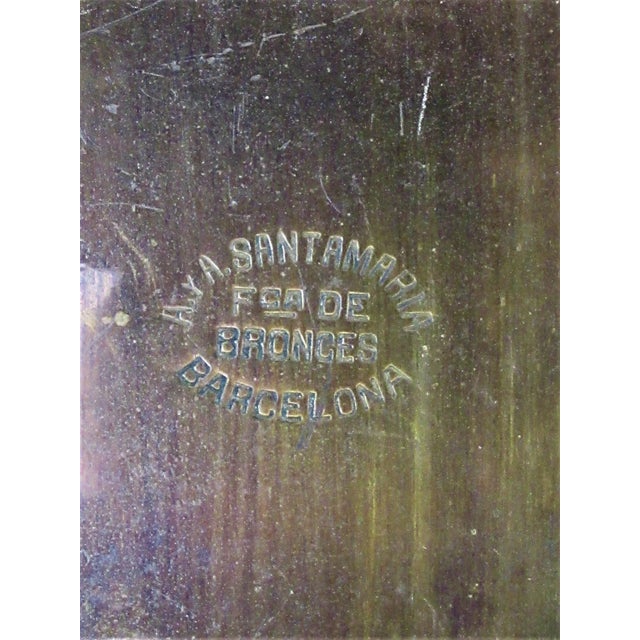 A. Y A. SANTAMARIA
Fca DE
BRONCES
BARCELONA